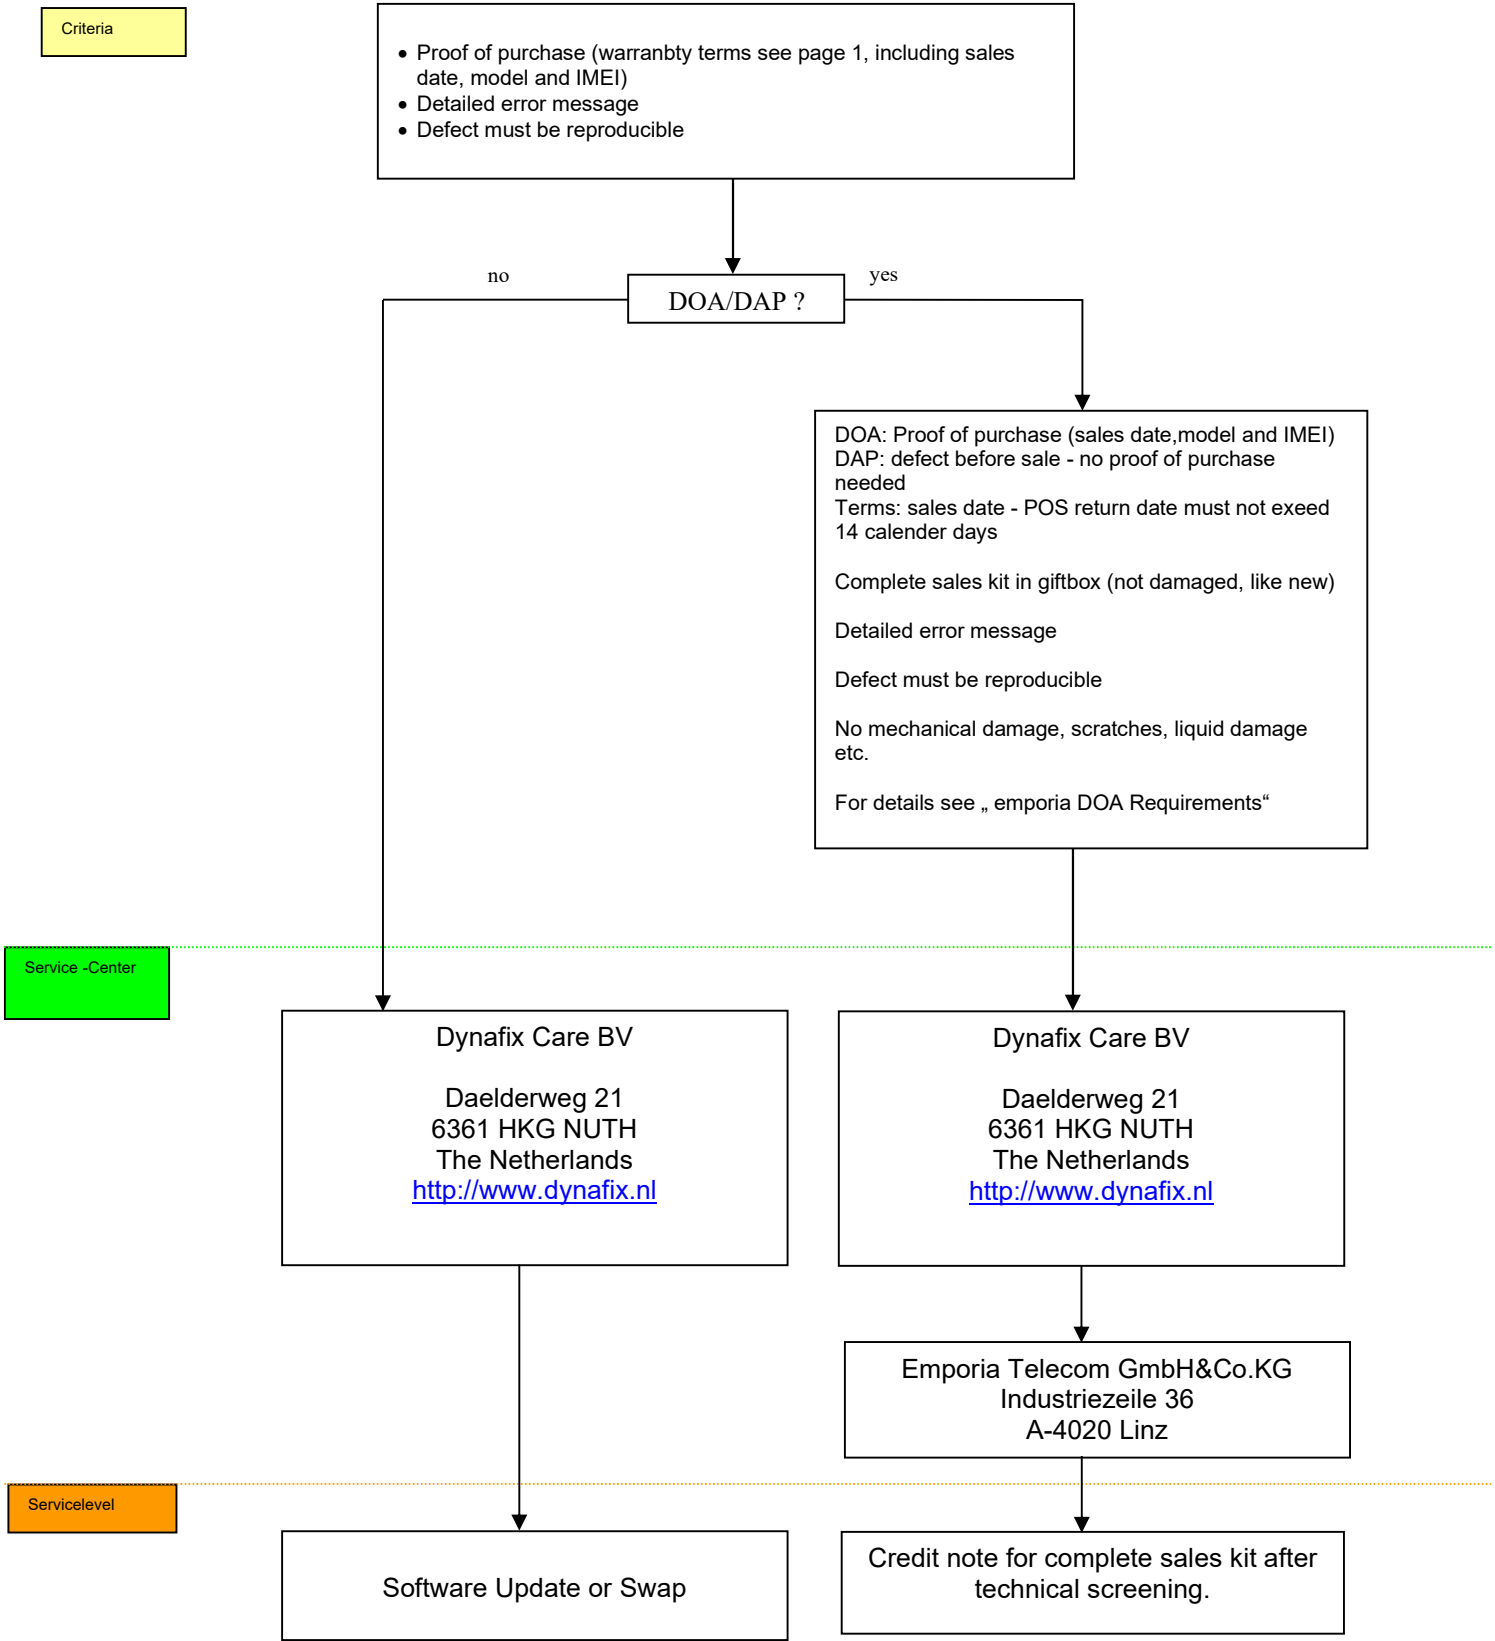 Criteria
• Proof of purchase (warranbty terms see page 1, including sales
date, model and IMEI)
• Detailed error message
• Defect must be reproducible
no
yes
DOA/DAP ?
DOA: Proof of purchase (sales date,model and IMEI)
DAP: defect before sale - no proof of purchase
needed
Terms: sales date - POS return date must not exeed
14 calender days
Complete sales kit in giftbox (not damaged, like new)
Detailed error message
Defect must be reproducible
No mechanical damage, scratches, liquid damage
etc.
For details see „ emporia DOA Requirements“
Service -Center
Dynafix Care BV
Daelderweg 21
6361 HKG NUTH
The Netherlands
http://www.dynafix.nl
Dynafix Care BV
Daelderweg 21
6361 HKG NUTH
The Netherlands
http://www.dynafix.nl
Emporia Telecom GmbH&Co.KG
Industriezeile 36
A-4020 Linz
Servicelevel
Software Update or Swap
Credit note for complete sales kit after
technical screening.